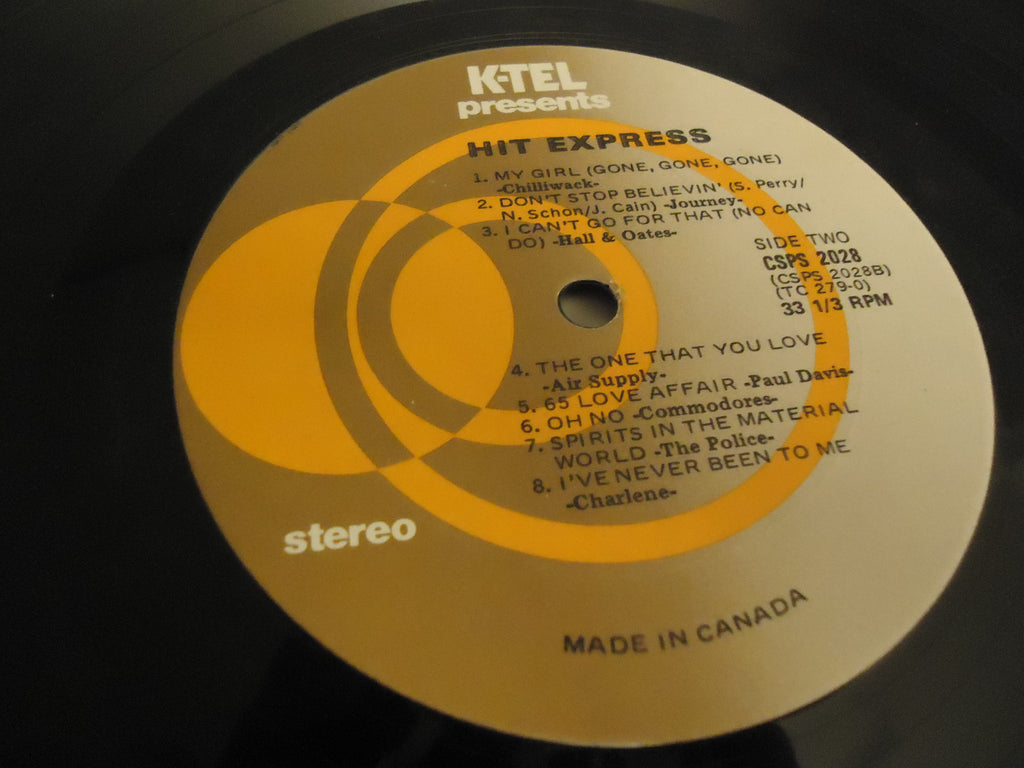 K-TEL
presents
HIT EXPRESS
1. MY GIRL (GONE, GONE, GONE)
-Chilliwack-
2. DON'T STOP BELIEVIN' (S. Perry/
N. Schon/J. Cain) -Journey-
3. I CAN'T GO FOR THAT (NO CAN
DO) -Hall & Oates-
SIDE TWO
CSPS 2028
(CSPS 2028B)
(TC 279-0)
33 1/3 RPM
4. THE ONE THAT YOU LOVE
-Air Supply-
5. 65 LOVE AFFAIR -Paul Davis-
6. OH NO -Commodores-
7. SPIRITS IN THE MATERIAL
WORLD -The Police-
8. I'VE NEVER BEEN TO ME
-Charlene-
stereo
MADE IN CANADA